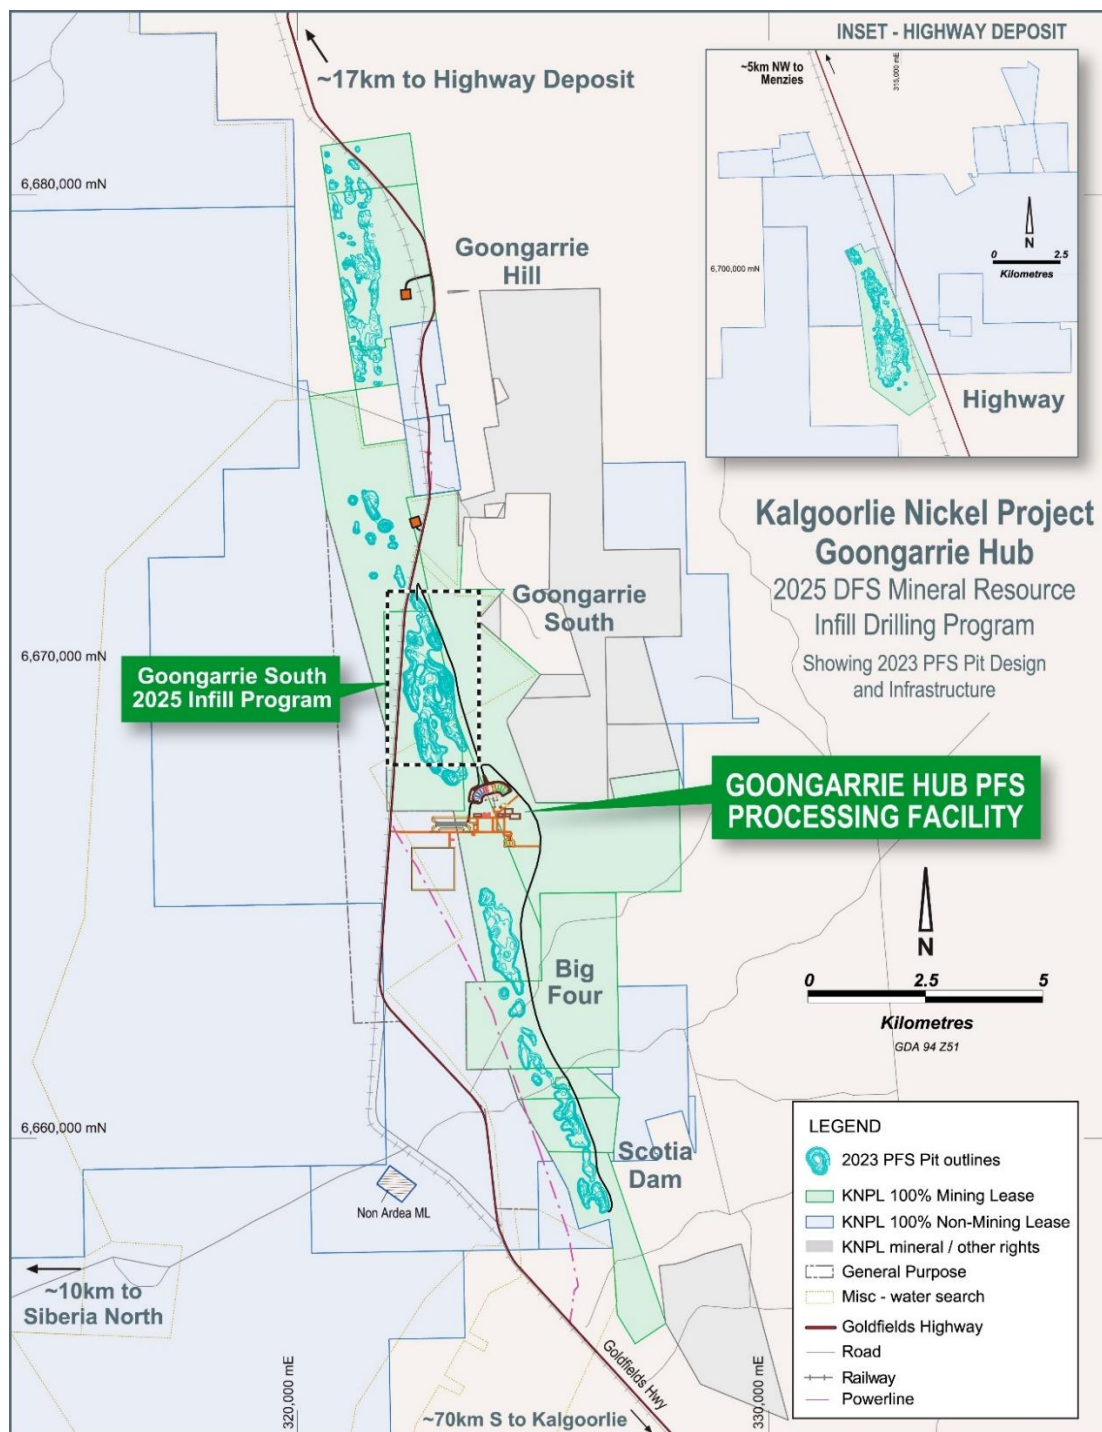 INSET - HIGHWAY DEPOSIT
~17km to Highway Deposit
~5km NW to
Menzies
315,000 mE
6,680,000 mN
Goongarrie
Hill
N
0 2.5
Kilometres
6,700,000 mN
Highway
Kalgoorlie Nickel Project
Goongarrie Hub
2025 DFS Mineral Resource
Infill Drilling Program
Showing 2023 PFS Pit Design
and Infrastructure
Goongarrie
South
6,670,000 mN
Goongarrie South
2025 Infill Program
GOONGARRIE HUB PFS
PROCESSING FACILITY
N
0 2.5 5
Kilometres
GDA 94 Z51
Big
Four
6,660,000 mN
Scotia
Dam
Non Ardea ML
~10km to
Siberia North
LEGEND
2023 PFS Pit outlines
KNPL 100% Mining Lease
KNPL 100% Non-Mining Lease
KNPL mineral / other rights
General Purpose
Misc - water search
Goldfields Highway
Road
Railway
Powerline
320,000 mE
Goldfields Hwy
330,000 mE
~70km S to Kalgoorlie